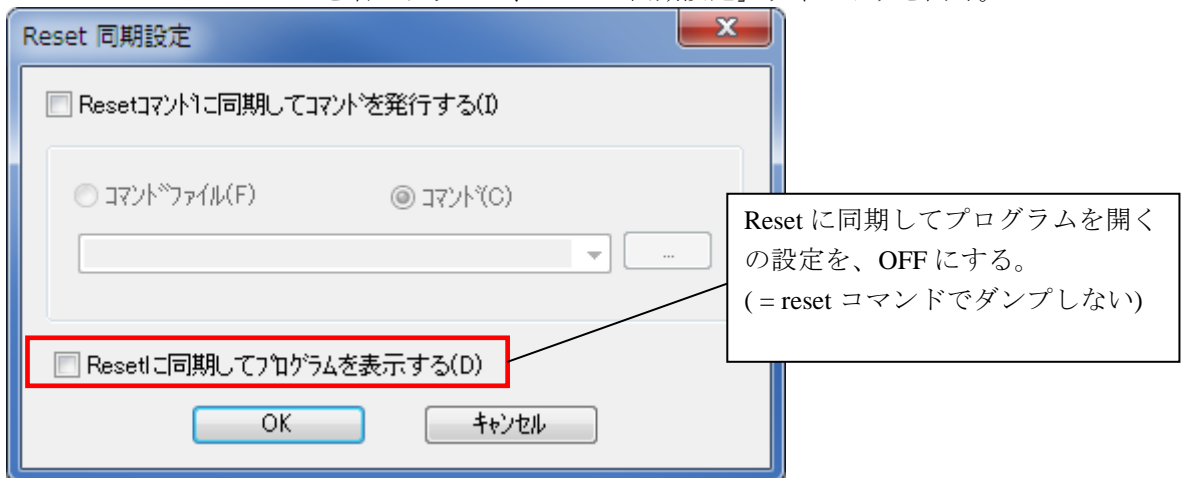 Reset 同期設定
Resetコマンドに同期してコマンドを発行する(I)
コマンドファイル(F)
コマンド(C)
...
Resetに同期してプログラムを表示する(D)
OK
キャンセル
Reset に同期してプログラムを開く
の設定を、OFF にする。
( = reset コマンドでダンプしない)